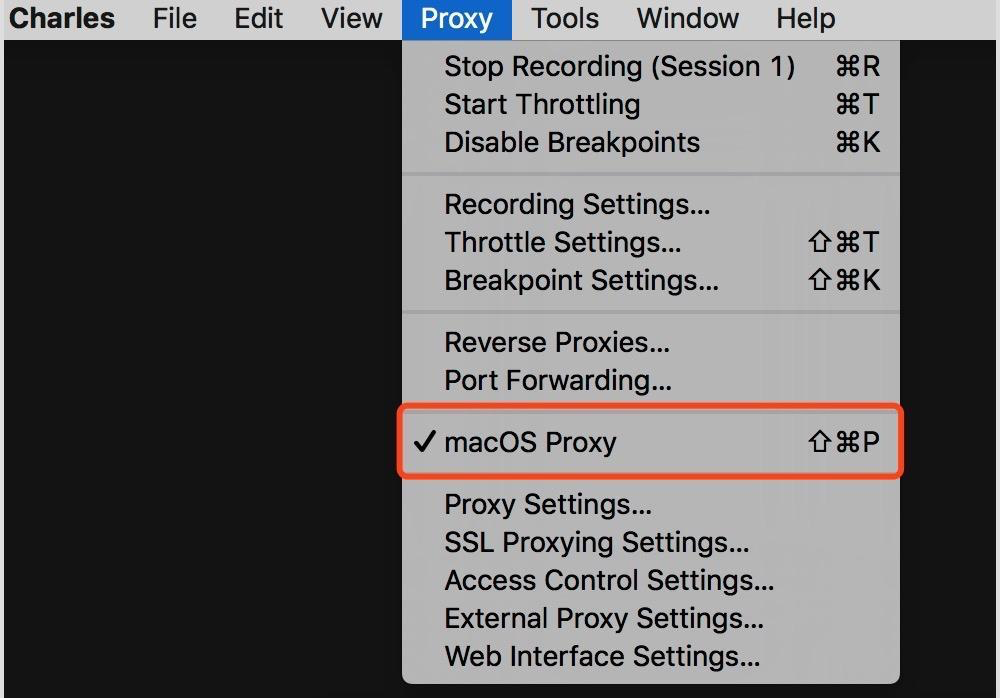 Charles File Edit View Proxy Tools Window Help
Stop Recording (Session 1) ⌘R
Start Throttling ⌘T
Disable Breakpoints ⌘K
Recording Settings...
Throttle Settings... ⇧⌘T
Breakpoint Settings... ⇧⌘K
Reverse Proxies...
Port Forwarding...
✓ macOS Proxy ⇧⌘P
Proxy Settings...
SSL Proxying Settings...
Access Control Settings...
External Proxy Settings...
Web Interface Settings...